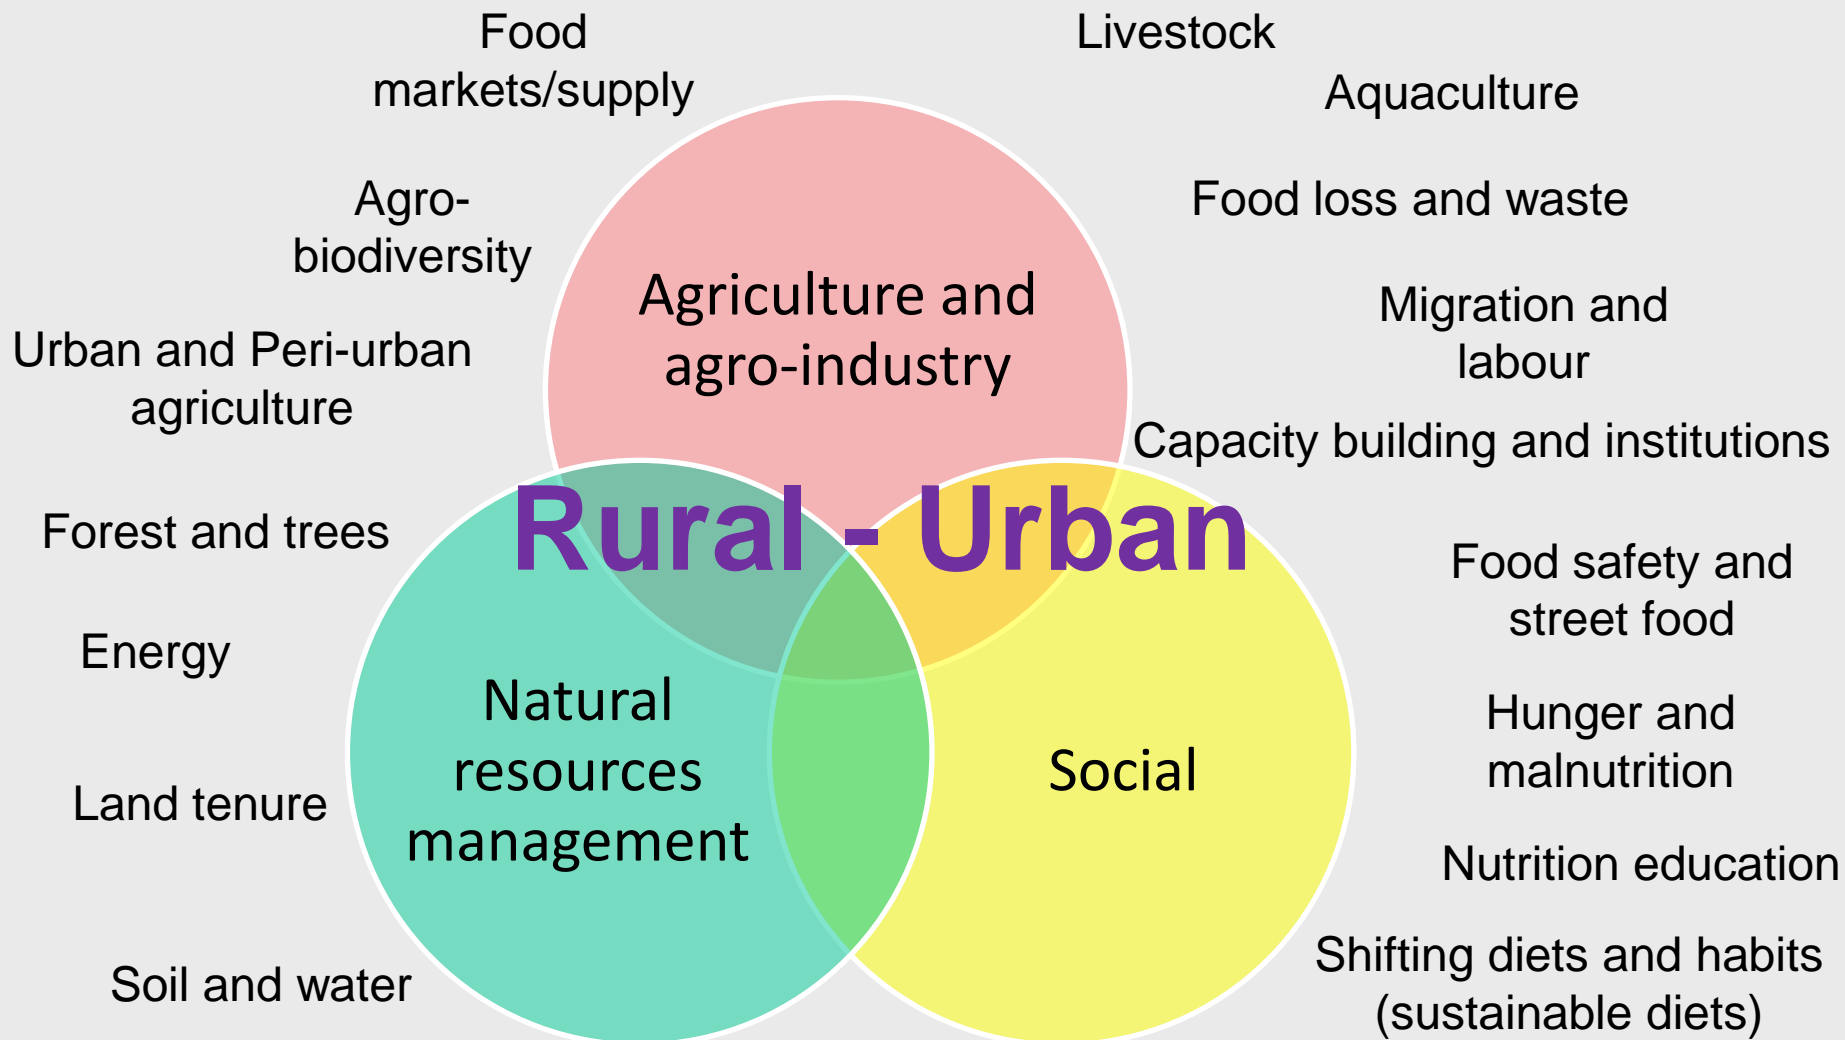 Food
markets/supply
Livestock
Aquaculture
Agro-
biodiversity
Food loss and waste
Agriculture and
agro-industry
Migration and
labour
Urban and Peri-urban
agriculture
Capacity building and institutions
Rural - Urban
Forest and trees
Food safety and
street food
Energy
Natural
resources
management
Social
Hunger and
malnutrition
Land tenure
Nutrition education
Soil and water
Shifting diets and habits
(sustainable diets)